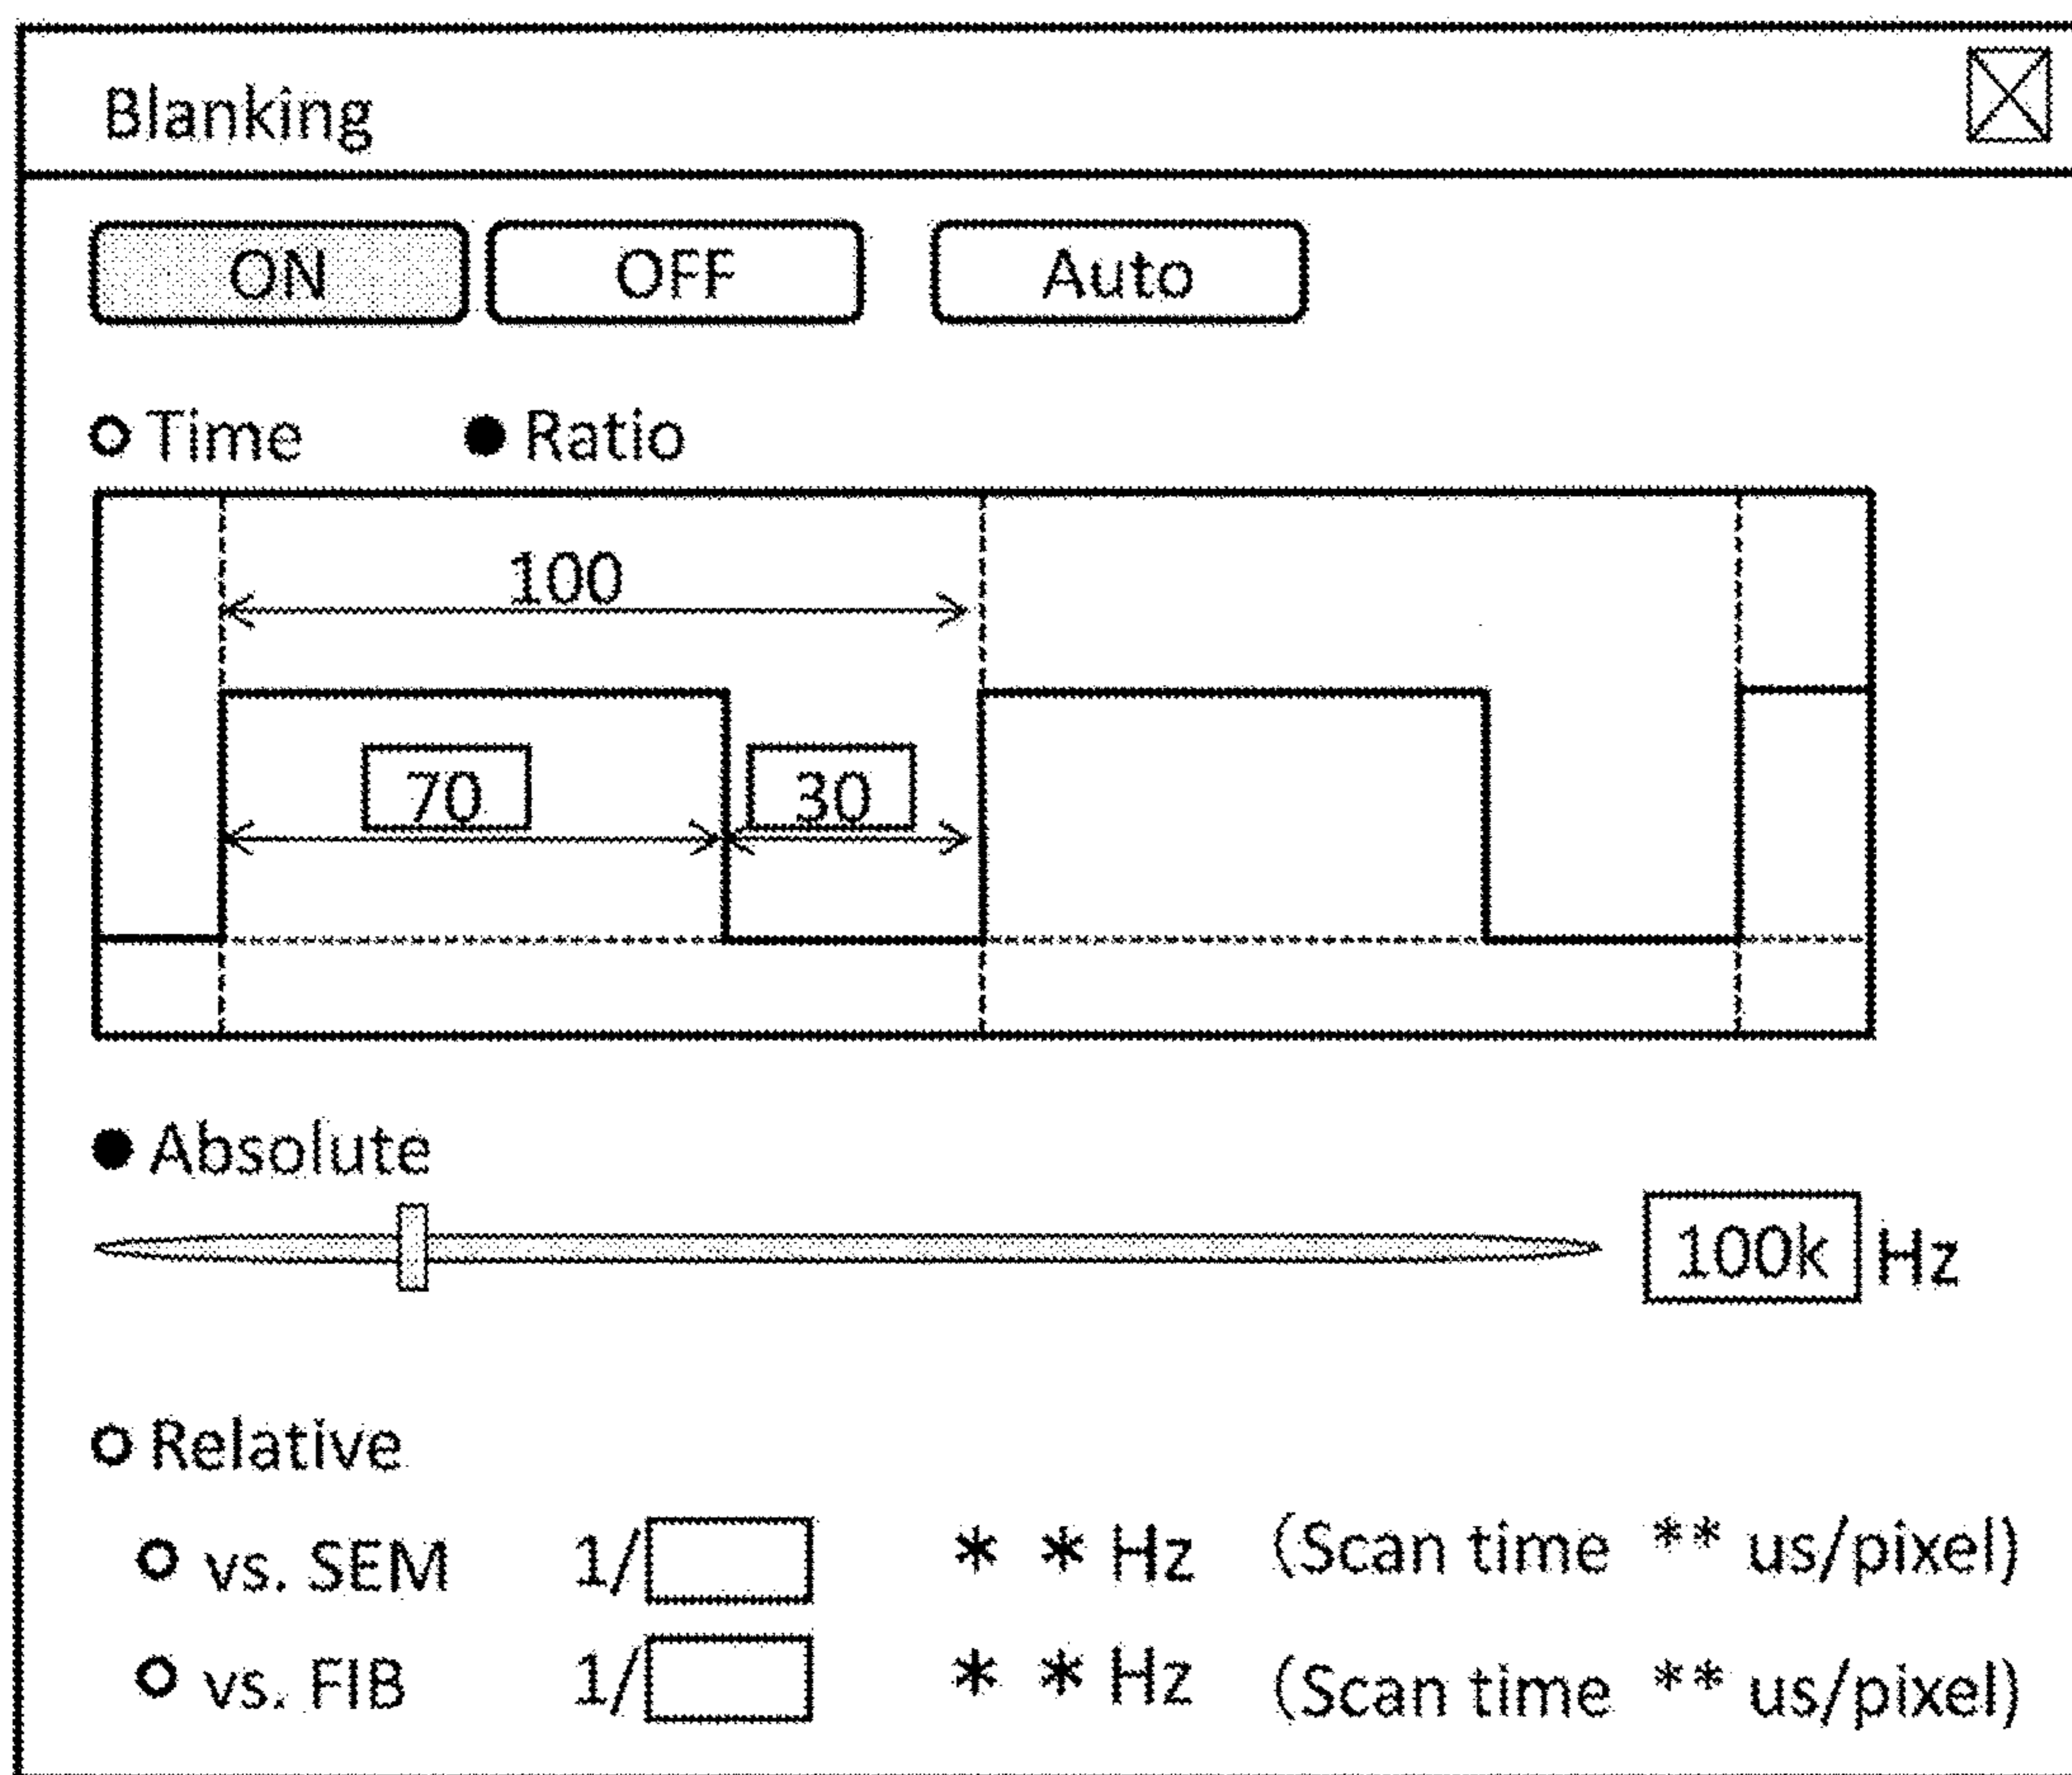 Blanking
ON OFF Auto
Time Ratio
100
70 30
Absolute
100k Hz
Relative
vs. SEM 1/ * * Hz (Scan time ** us/pixel)
vs. FIB 1/ * * Hz (Scan time ** us/pixel)